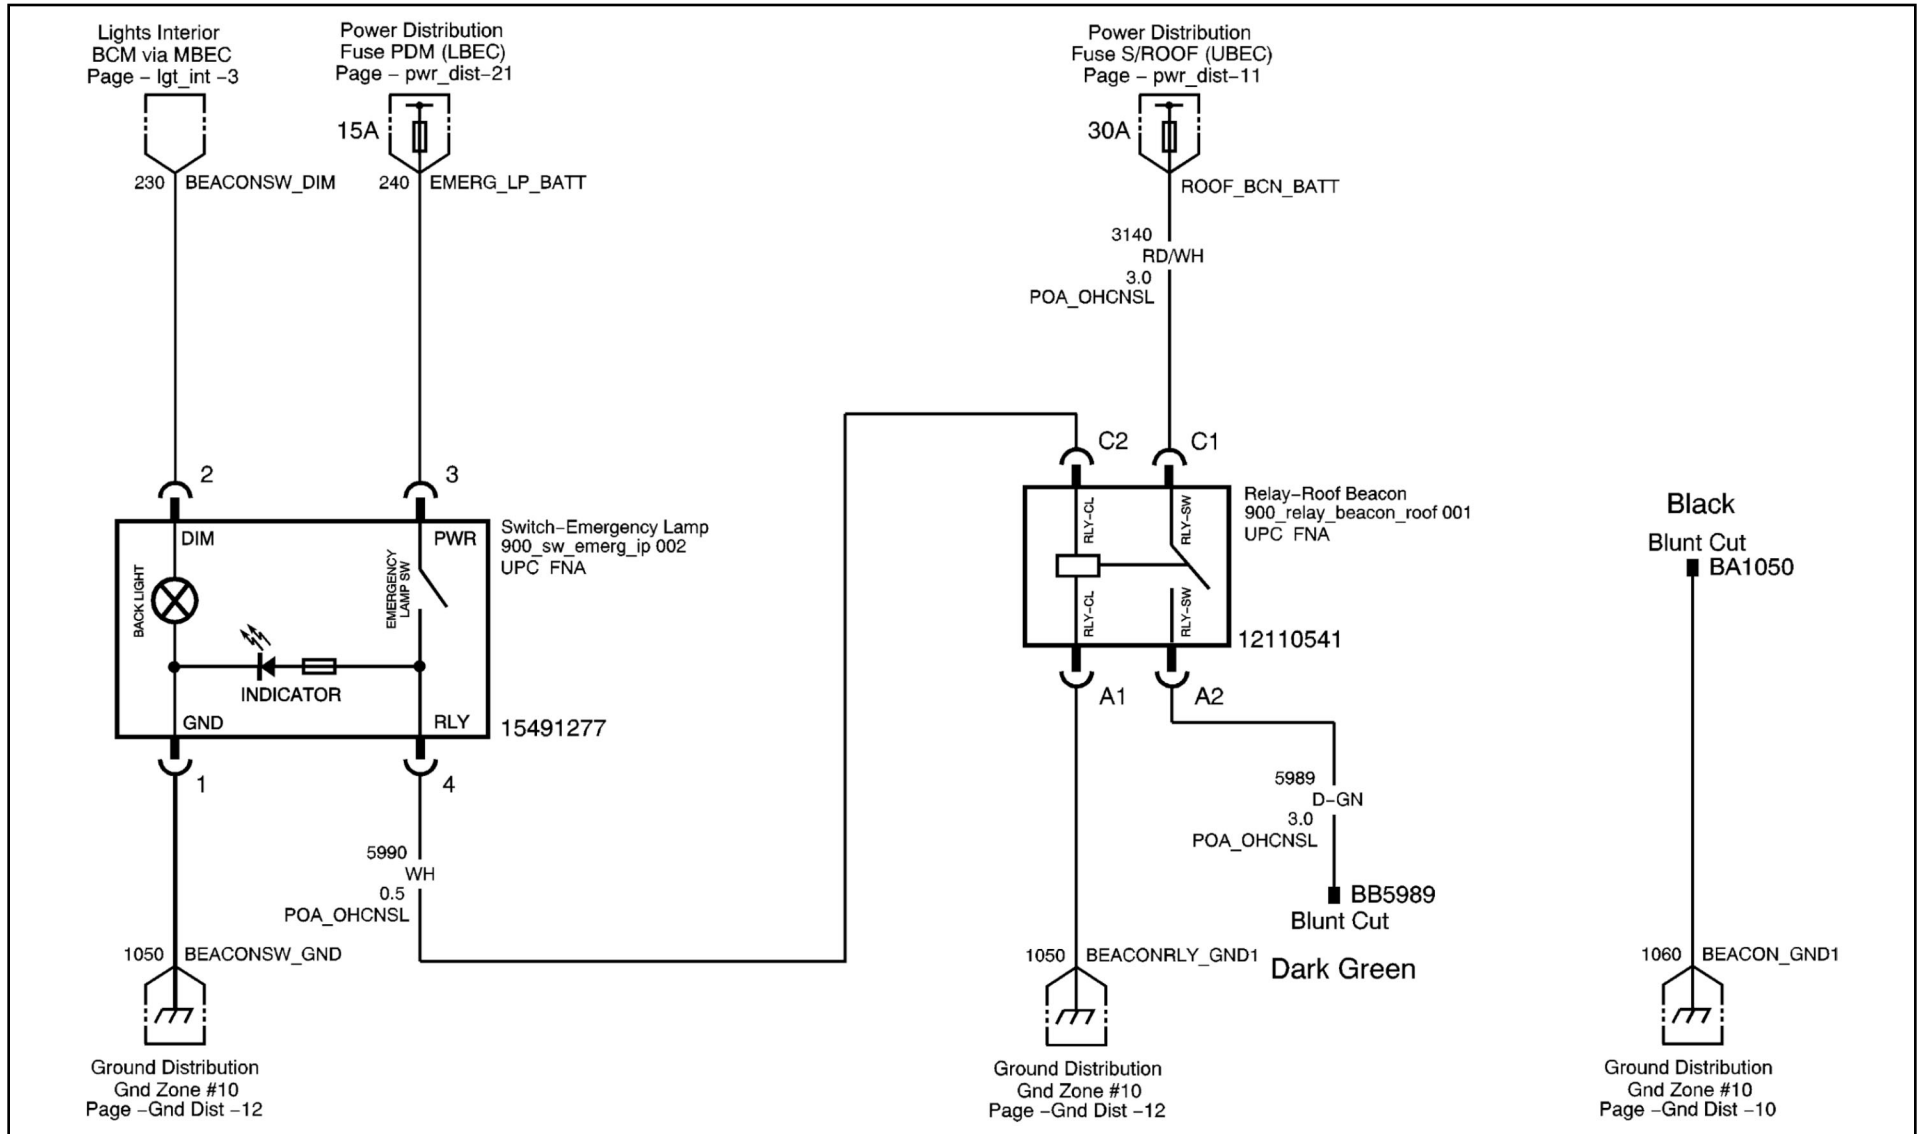 Lights Interior
BCM via MBEC
Page – lgt_int –3
Power Distribution
Fuse PDM (LBEC)
Page – pwr_dist–21
Power Distribution
Fuse S/ROOF (UBEC)
Page – pwr_dist–11
15A
30A
230
BEACONSW_DIM
240
EMERG_LP_BATT
ROOF_BCN_BATT
3140
RD/WH
3.0
POA_OHCNSL
2
3
C2
C1
DIM
PWR
BACK LIGHT
EMERGENCY
LAMP SW
INDICATOR
GND
RLY
Switch–Emergency Lamp
900_sw_emerg_ip 002
UPC FNA
15491277
1
4
RLY–CL
RLY–SW
RLY–CL
RLY–SW
Relay–Roof Beacon
900_relay_beacon_roof 001
UPC FNA
12110541
A1
A2
Black
Blunt Cut
BA1050
5990
WH
0.5
POA_OHCNSL
5989
D–GN
3.0
POA_OHCNSL
BB5989
Blunt Cut
Dark Green
1050
BEACONSW_GND
1050
BEACONRLY_GND1
1060
BEACON_GND1
Ground Distribution
Gnd Zone #10
Page –Gnd Dist –12
Ground Distribution
Gnd Zone #10
Page –Gnd Dist –12
Ground Distribution
Gnd Zone #10
Page –Gnd Dist –10